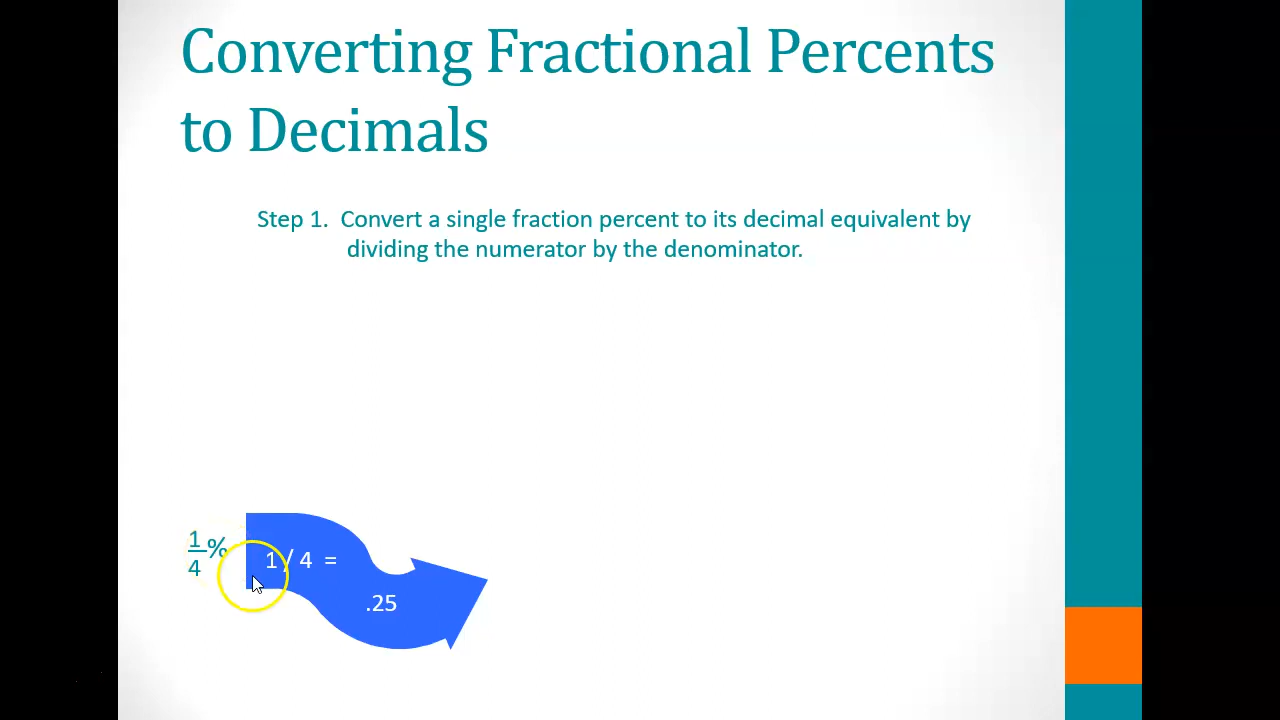 Converting Fractional Percents
to Decimals
Step 1.  Convert a single fraction percent to its decimal equivalent by
dividing the numerator by the denominator.
1
4
%
1 / 4 =
.25